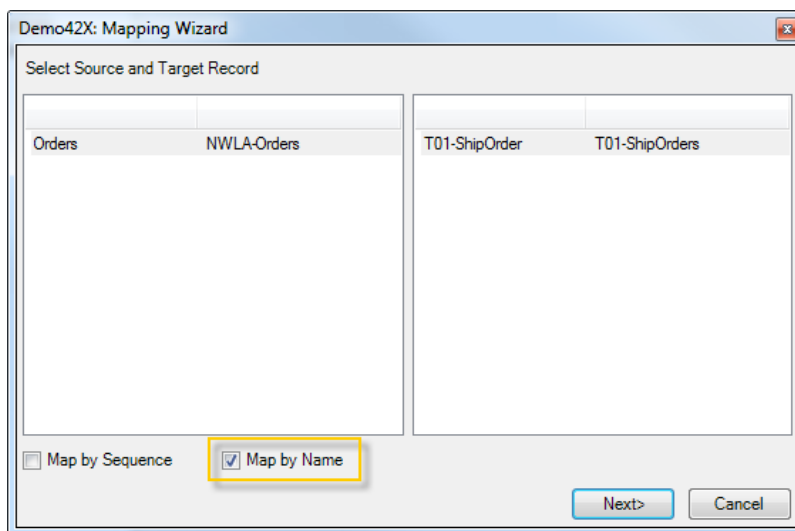 Demo42X: Mapping Wizard
Select Source and Target Record
Orders NWLA-Orders T01-ShipOrder T01-ShipOrders
Map by Sequence Map by Name
Next> Cancel